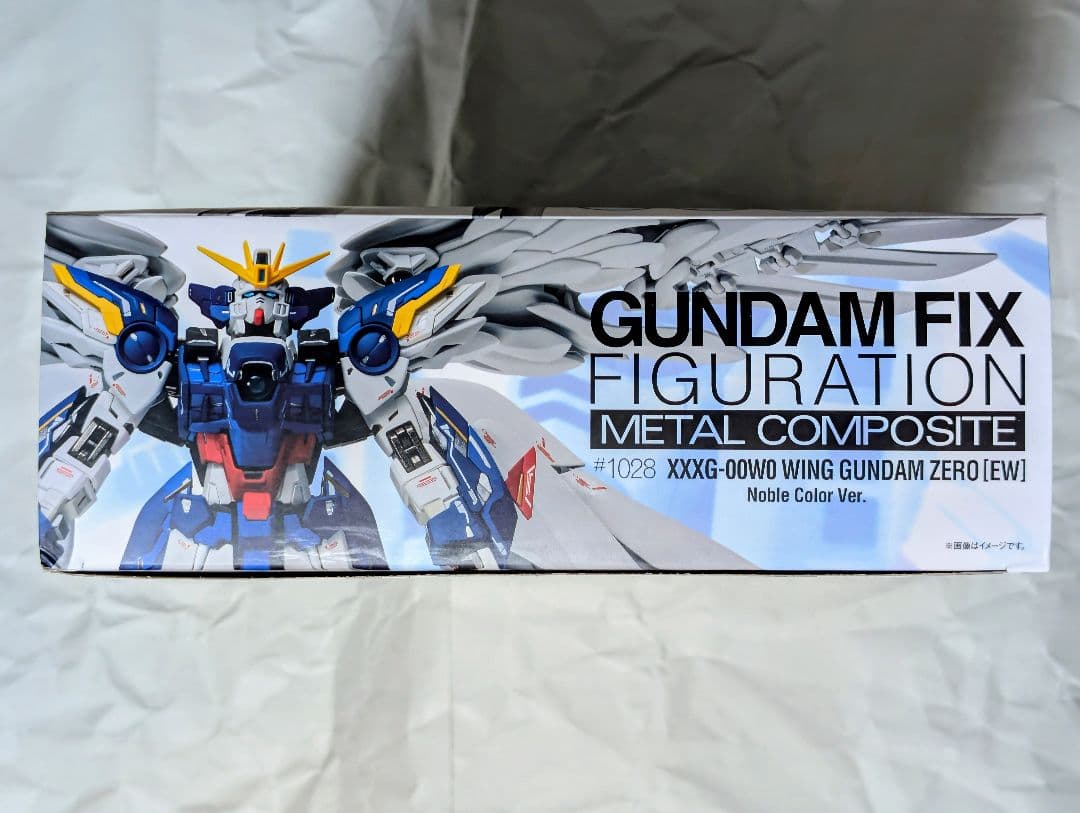 GUNDAM FIX
FIGURATION
METAL COMPOSITE
#1028 XXXG-00W0 WING GUNDAM ZERO[EW]
Noble Color Ver.
※画像はイメージです。